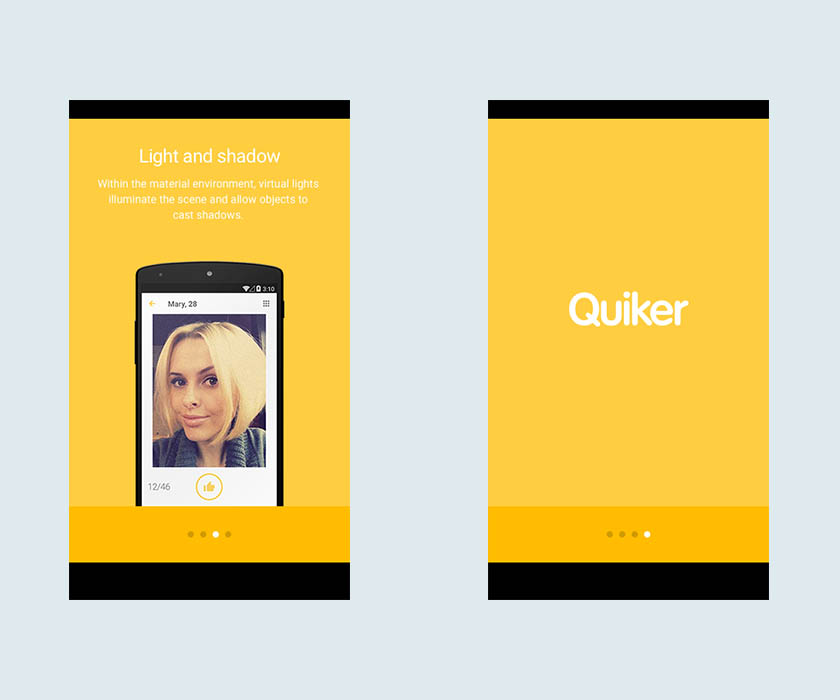 Light and shadow
Within the material environment, virtual lights
illuminate the scene and allow objects to
cast shadows.
3:10
Mary, 28
12/46
Quiker